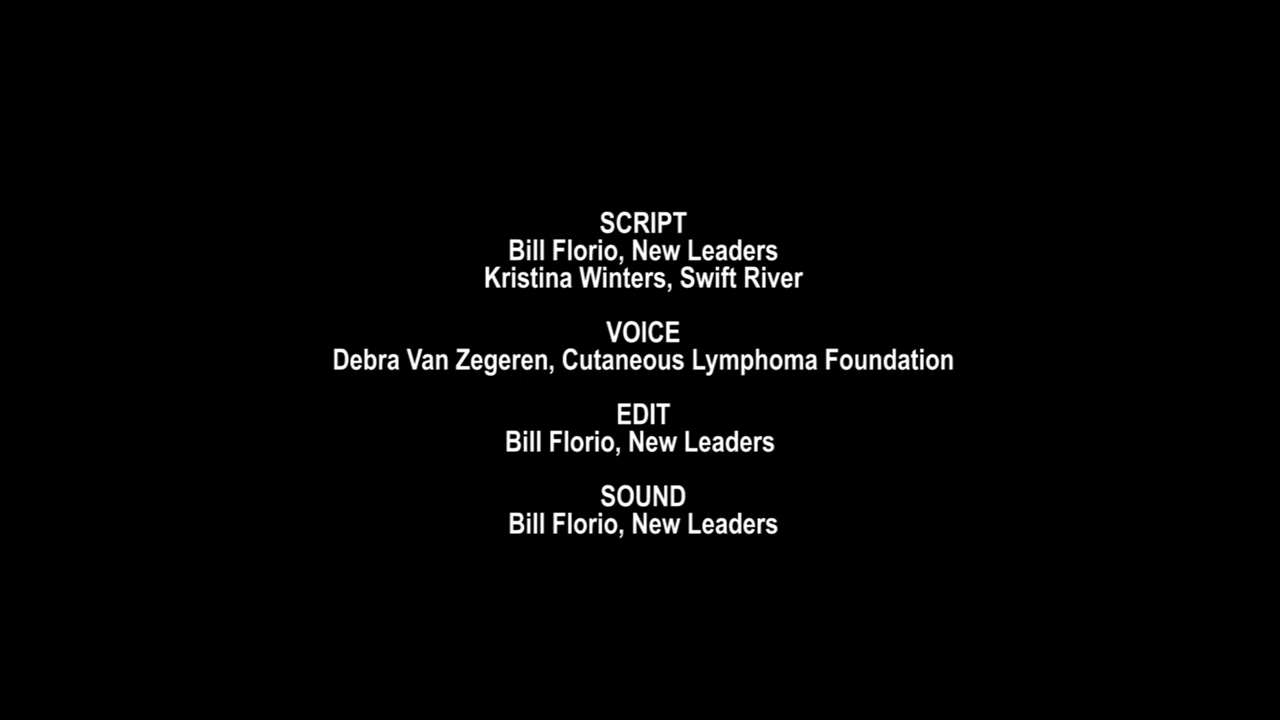 SCRIPT
Bill Florio, New Leaders
Kristina Winters, Swift River
VOICE
Debra Van Zegeren, Cutaneous Lymphoma Foundation
EDIT
Bill Florio, New Leaders
SOUND
Bill Florio, New Leaders